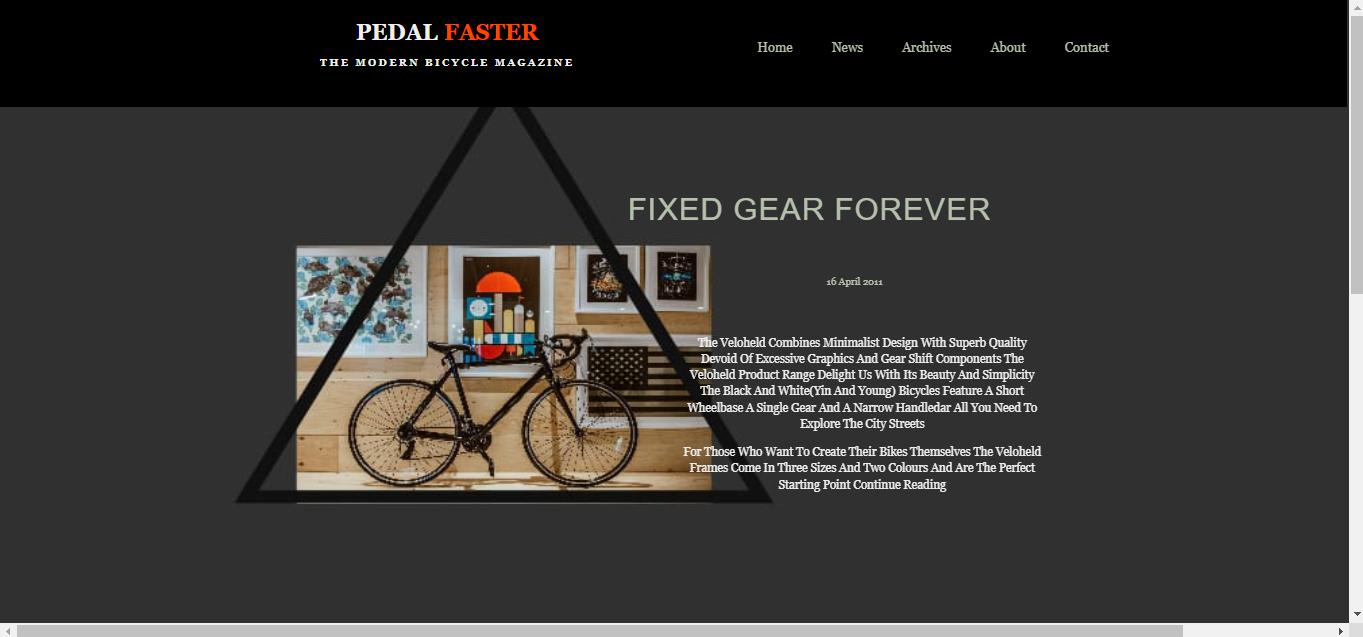 PEDAL FASTER
THE MODERN BICYCLE MAGAZINE
Home News Archives About Contact
FIXED GEAR FOREVER
16 April 2011
The Veloheld Combines Minimalist Design With Superb Quality
Devoid Of Excessive Graphics And Gear Shift Components The
Veloheld Product Range Delight Us With Its Beauty And Simplicity
The Black And White(Yin And Young) Bicycles Feature A Short
Wheelbase A Single Gear And A Narrow Handledar All You Need To
Explore The City Streets
For Those Who Want To Create Their Bikes Themselves The Veloheld
Frames Come In Three Sizes And Two Colours And Are The Perfect
Starting Point Continue Reading